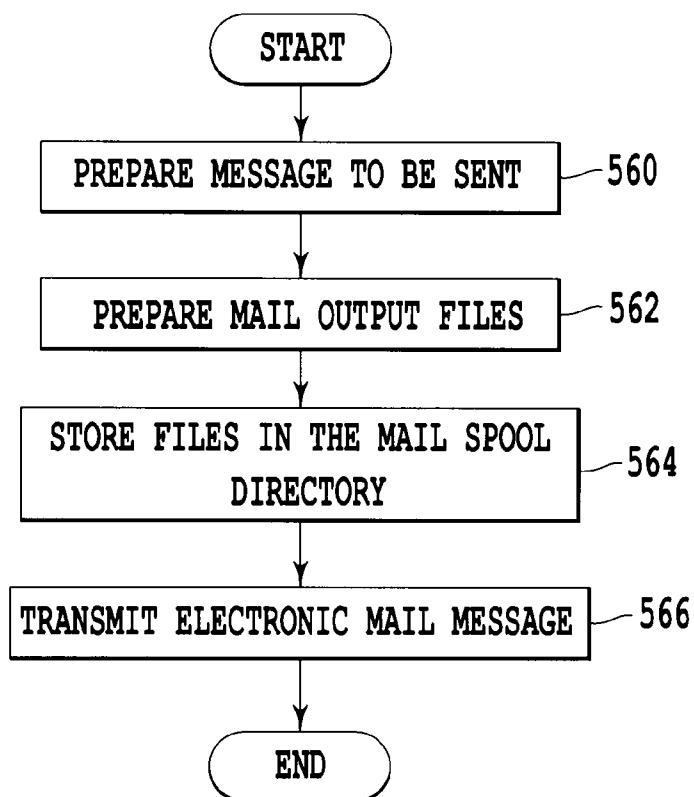 START
PREPARE MESSAGE TO BE SENT
560
PREPARE MAIL OUTPUT FILES
562
STORE FILES IN THE MAIL SPOOL
DIRECTORY
564
TRANSMIT ELECTRONIC MAIL MESSAGE
566
END